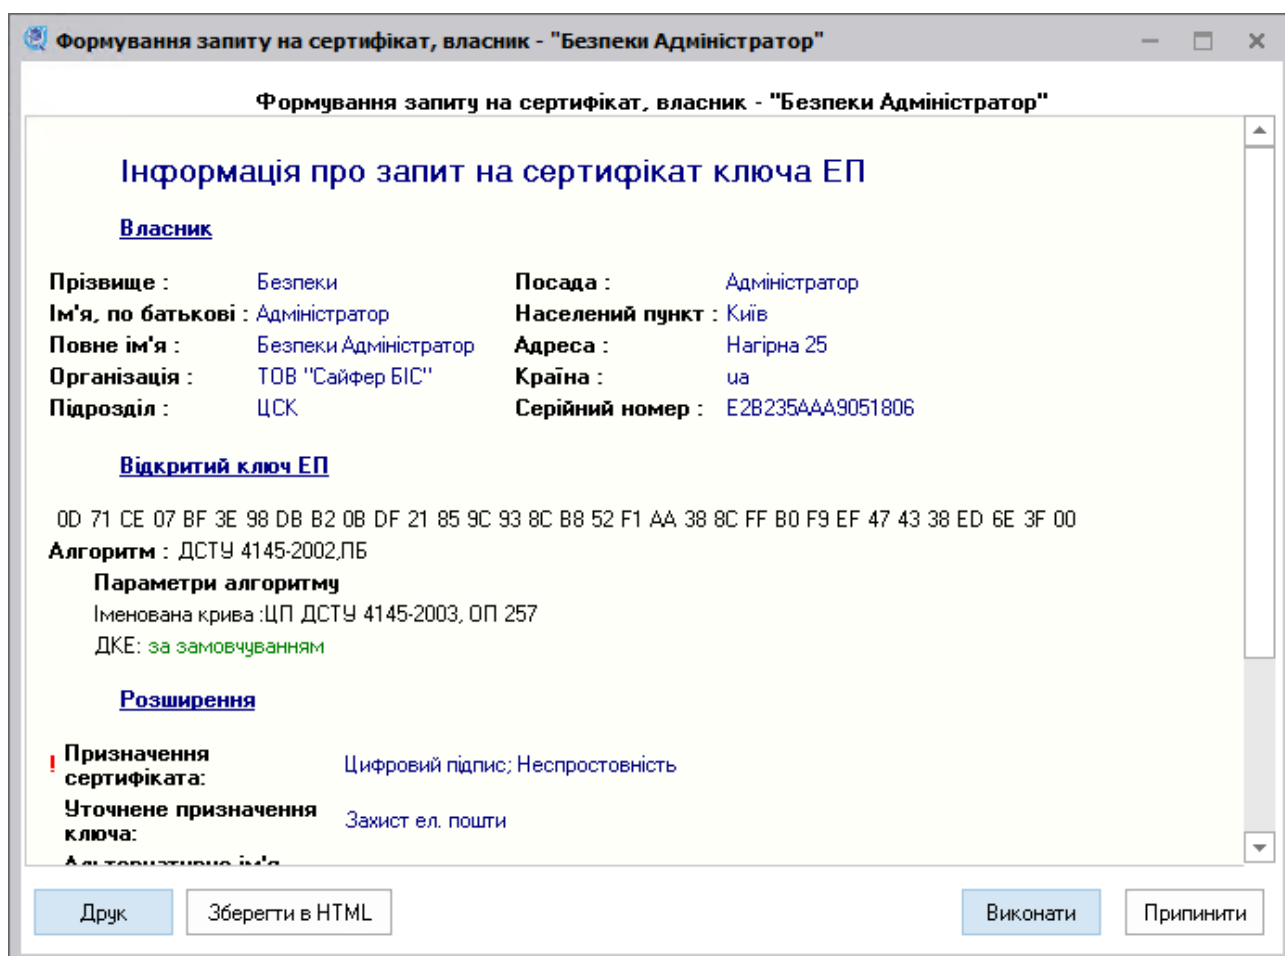 Формування запиту на сертифікат, власник - "Безпеки Адміністратор"
Формування запиту на сертифікат, власник - "Безпеки Адміністратор"
Інформація про запит на сертифікат ключа ЕП
Власник
Прізвище : Безпеки Посада : Адміністратор
Ім'я, по батькові : Адміністратор Населений пункт : Київ
Повне ім'я : Безпеки Адміністратор Адреса : Нагірна 25
Організація : ТОВ "Сайфер БІС" Країна : ua
Підрозділ : ЦСК Серійний номер : E2B235AAA9051806
Відкритий ключ ЕП
0D 71 CE 07 BF 3E 98 DB B2 0B DF 21 85 9C 93 8C B8 52 F1 AA 38 8C FF B0 F9 EF 47 43 38 ED 6E 3F 00
Алгоритм : ДСТУ 4145-2002,ПБ
Параметри алгоритму
Іменована крива :ЦП ДСТУ 4145-2003, ОП 257
ДКЕ: за замовчуванням
Розширення
! Призначення
сертифіката: Цифровий підпис; Неспростовність
Уточнене призначення
ключа: Захист ел. пошти
Альтернативне ім'я
Друк Зберегти в HTML Виконати Припинити